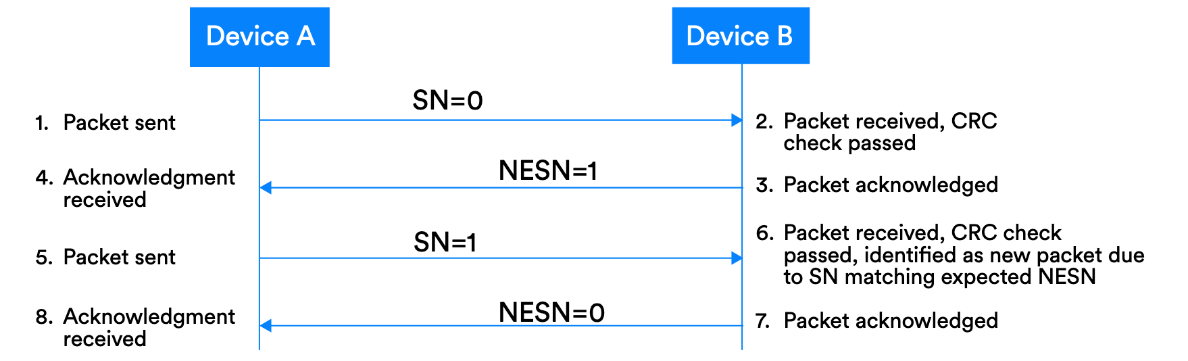 Device A
Device B
SN=0
1. Packet sent
2. Packet received, CRC
check passed
NESN=1
4. Acknowledgment
received
3. Packet acknowledged
SN=1
5. Packet sent
6. Packet received, CRC check
passed, identified as new packet due
to SN matching expected NESN
NESN=0
8. Acknowledgment
received
7. Packet acknowledged